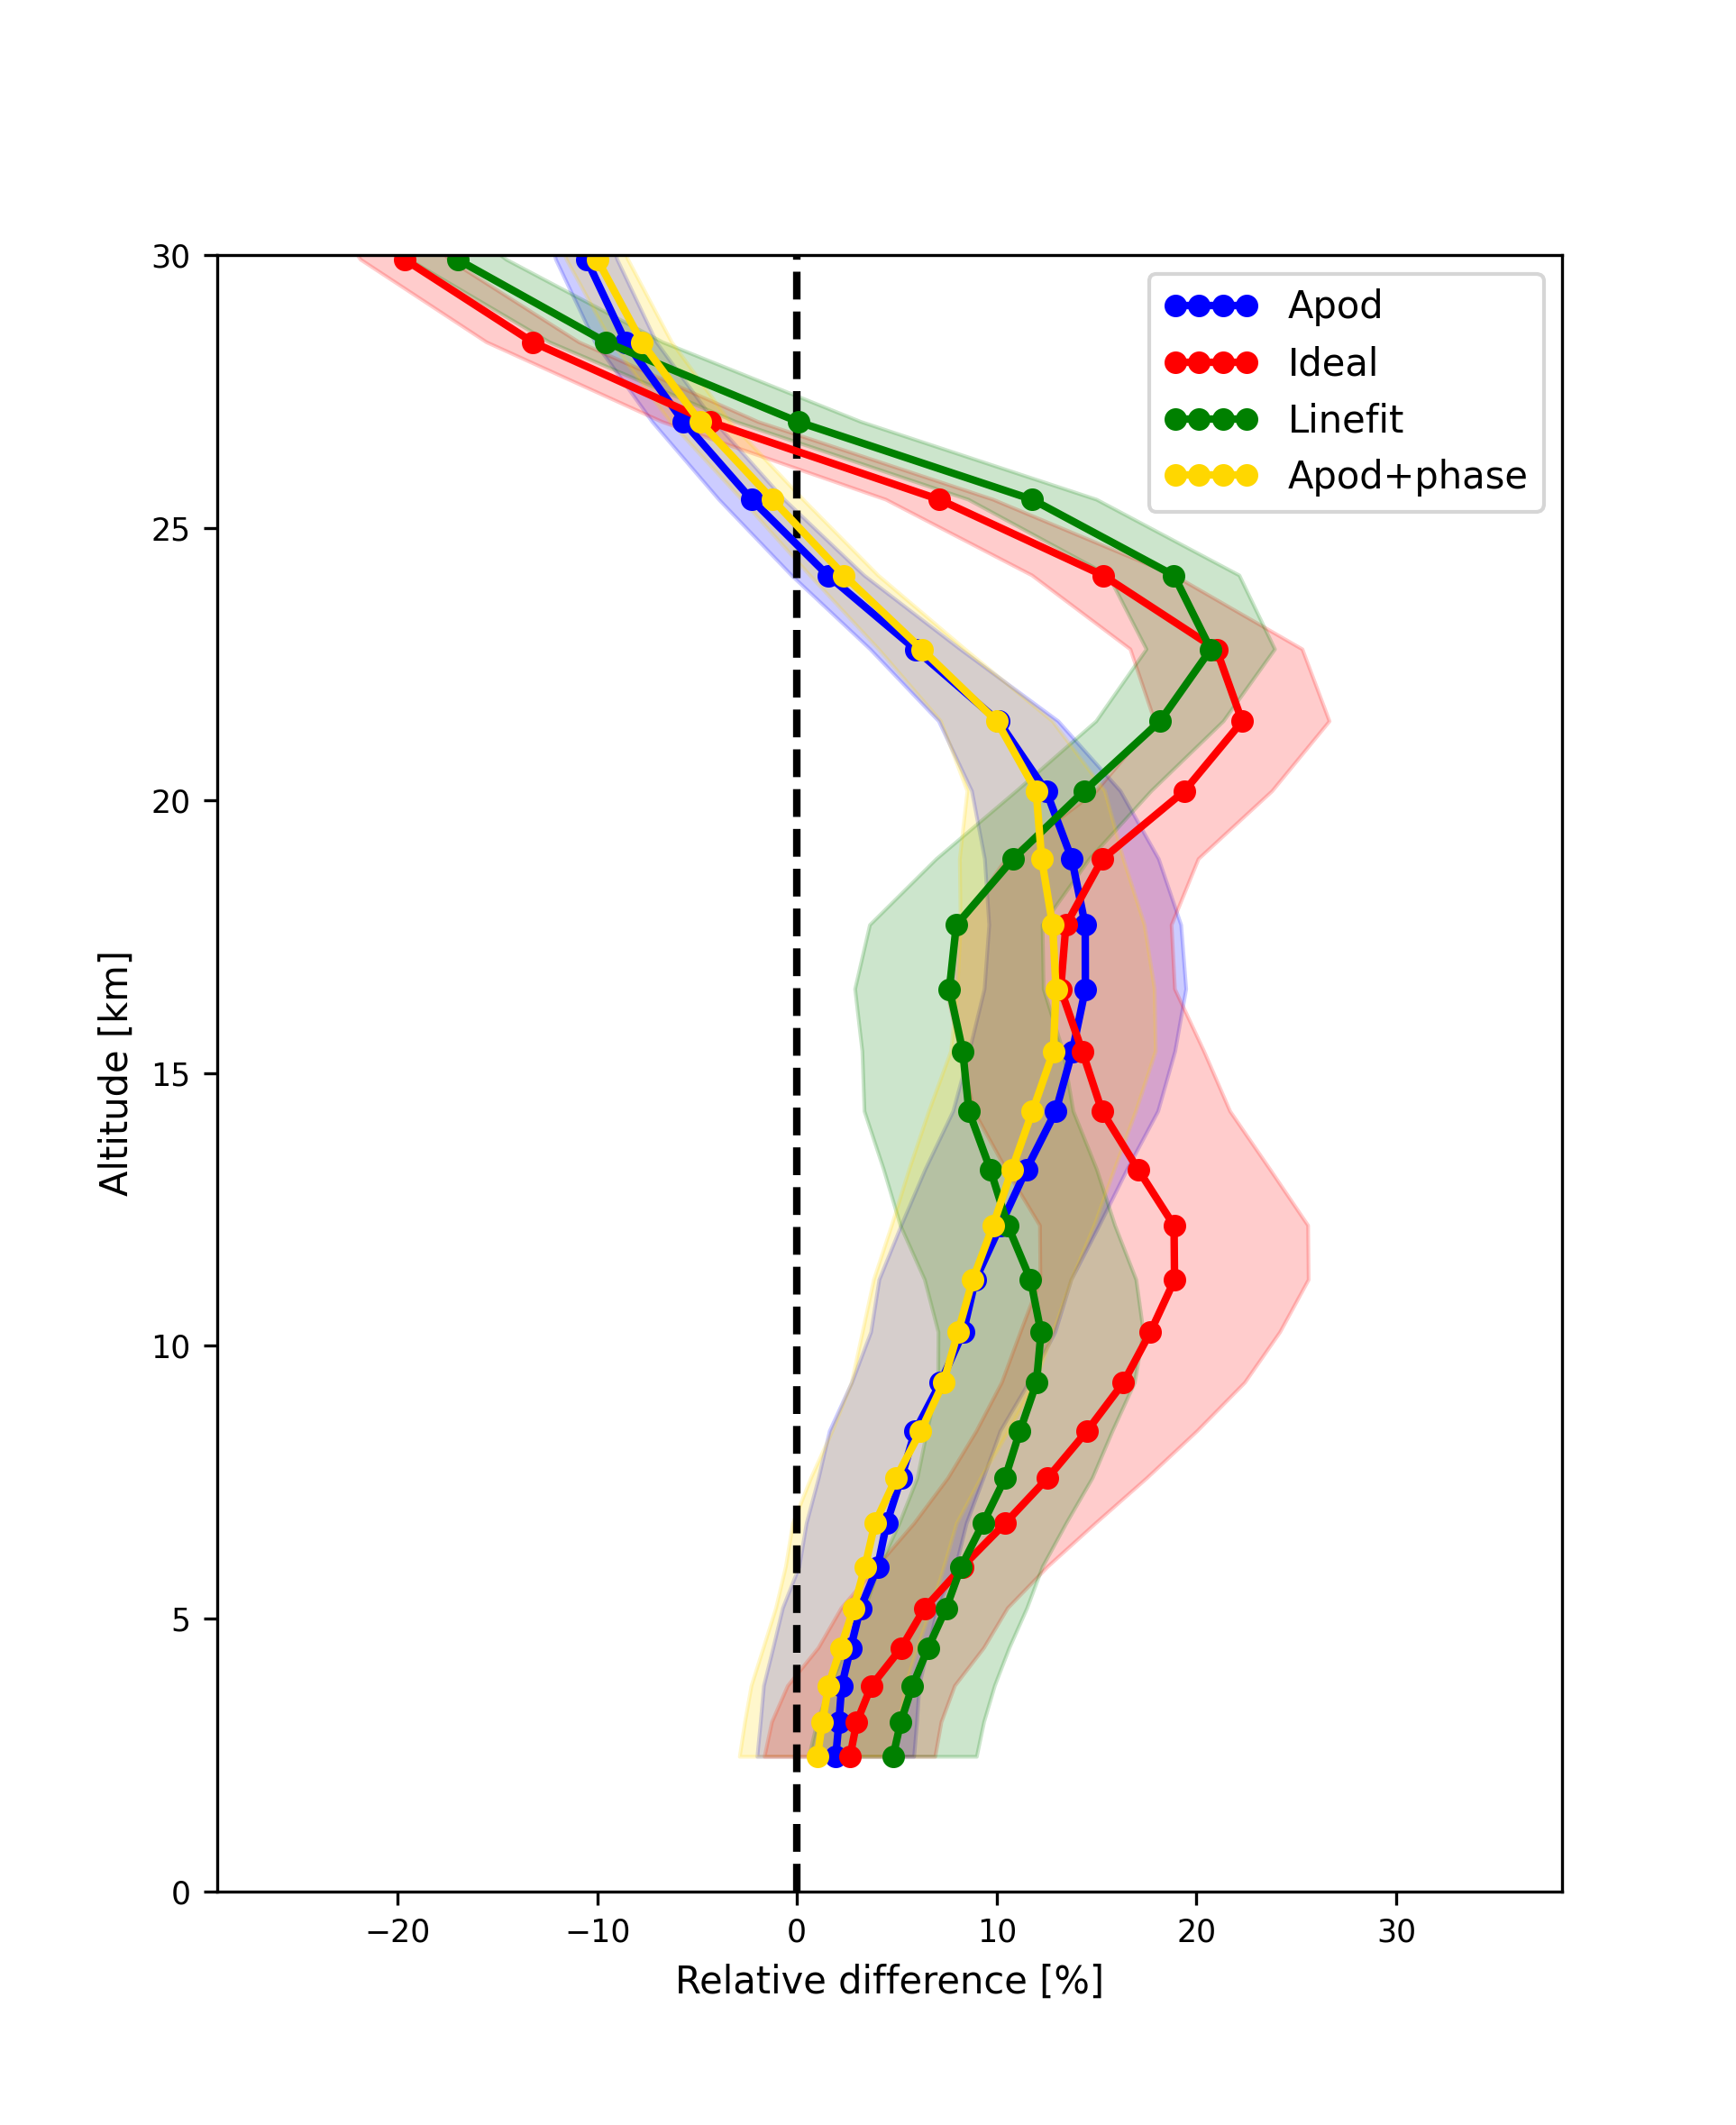 30
25
20
15
10
5
0
Altitude [km]
Apod
Ideal
Linefit
Apod+phase
−20
−10
0
10
20
30
Relative difference [%]